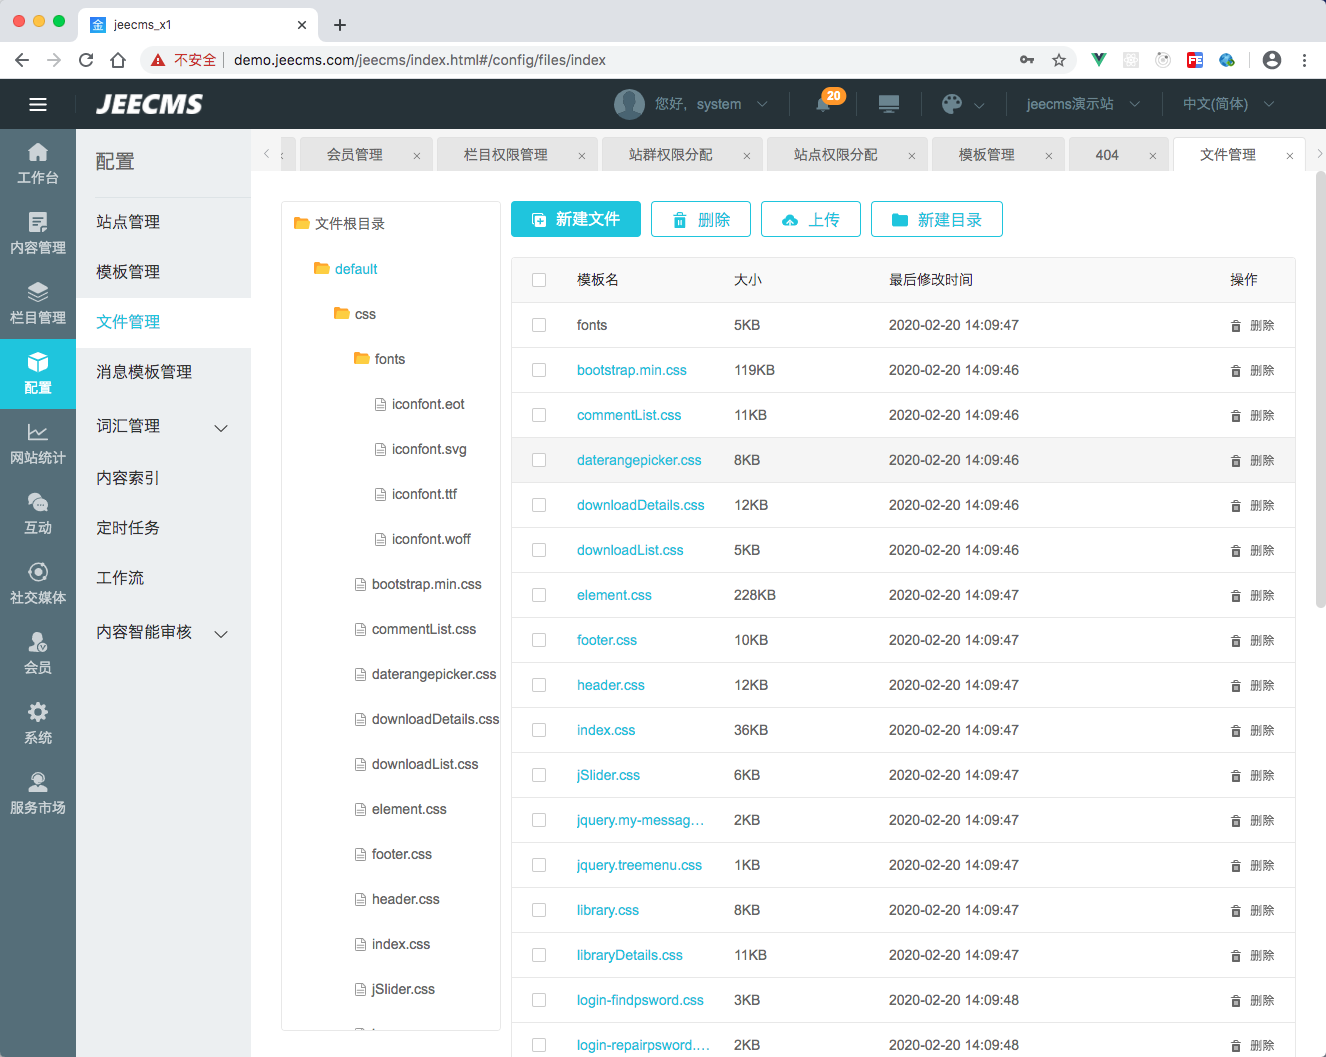 金 jeecms_x1
不安全 demo.jeecms.com/jeecms/index.html#/config/files/index
FE
JEECMS
您好，system
20
jeecms演示站
中文(简体)
工作台
内容管理
栏目管理
配置
网站统计
互动
社交媒体
会员
系统
服务市场
配置
站点管理
模板管理
文件管理
消息模板管理
词汇管理
内容索引
定时任务
工作流
内容智能审核
会员管理
栏目权限管理
站群权限分配
站点权限分配
模板管理
404
文件管理
文件根目录
default
css
fonts
iconfont.eot
iconfont.svg
iconfont.ttf
iconfont.woff
bootstrap.min.css
commentList.css
daterangepicker.css
downloadDetails.css
downloadList.css
element.css
footer.css
header.css
index.css
jSlider.css
新建文件 删除 上传 新建目录
模板名 大小 最后修改时间 操作
fonts 5KB 2020-02-20 14:09:47 删除
bootstrap.min.css 119KB 2020-02-20 14:09:46 删除
commentList.css 11KB 2020-02-20 14:09:46 删除
daterangepicker.css 8KB 2020-02-20 14:09:46 删除
downloadDetails.css 12KB 2020-02-20 14:09:46 删除
downloadList.css 5KB 2020-02-20 14:09:46 删除
element.css 228KB 2020-02-20 14:09:47 删除
footer.css 10KB 2020-02-20 14:09:47 删除
header.css 12KB 2020-02-20 14:09:47 删除
index.css 36KB 2020-02-20 14:09:47 删除
jSlider.css 6KB 2020-02-20 14:09:47 删除
jquery.my-messag... 2KB 2020-02-20 14:09:47 删除
jquery.treemenu.css 1KB 2020-02-20 14:09:47 删除
library.css 8KB 2020-02-20 14:09:47 删除
libraryDetails.css 11KB 2020-02-20 14:09:47 删除
login-findpsword.css 3KB 2020-02-20 14:09:48 删除
login-repairpsword.... 2KB 2020-02-20 14:09:48 删除